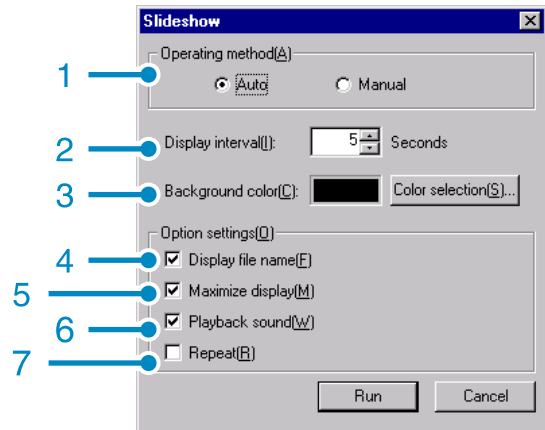 Slideshow
Operating method(A)
1
Auto Manual
2 Display interval(I): 5 Seconds
3 Background color(C): Color selection(S)...
Option settings(O)
4 Display file name(F)
5 Maximize display(M)
6 Playback sound(W)
7 Repeat(R)
Run Cancel